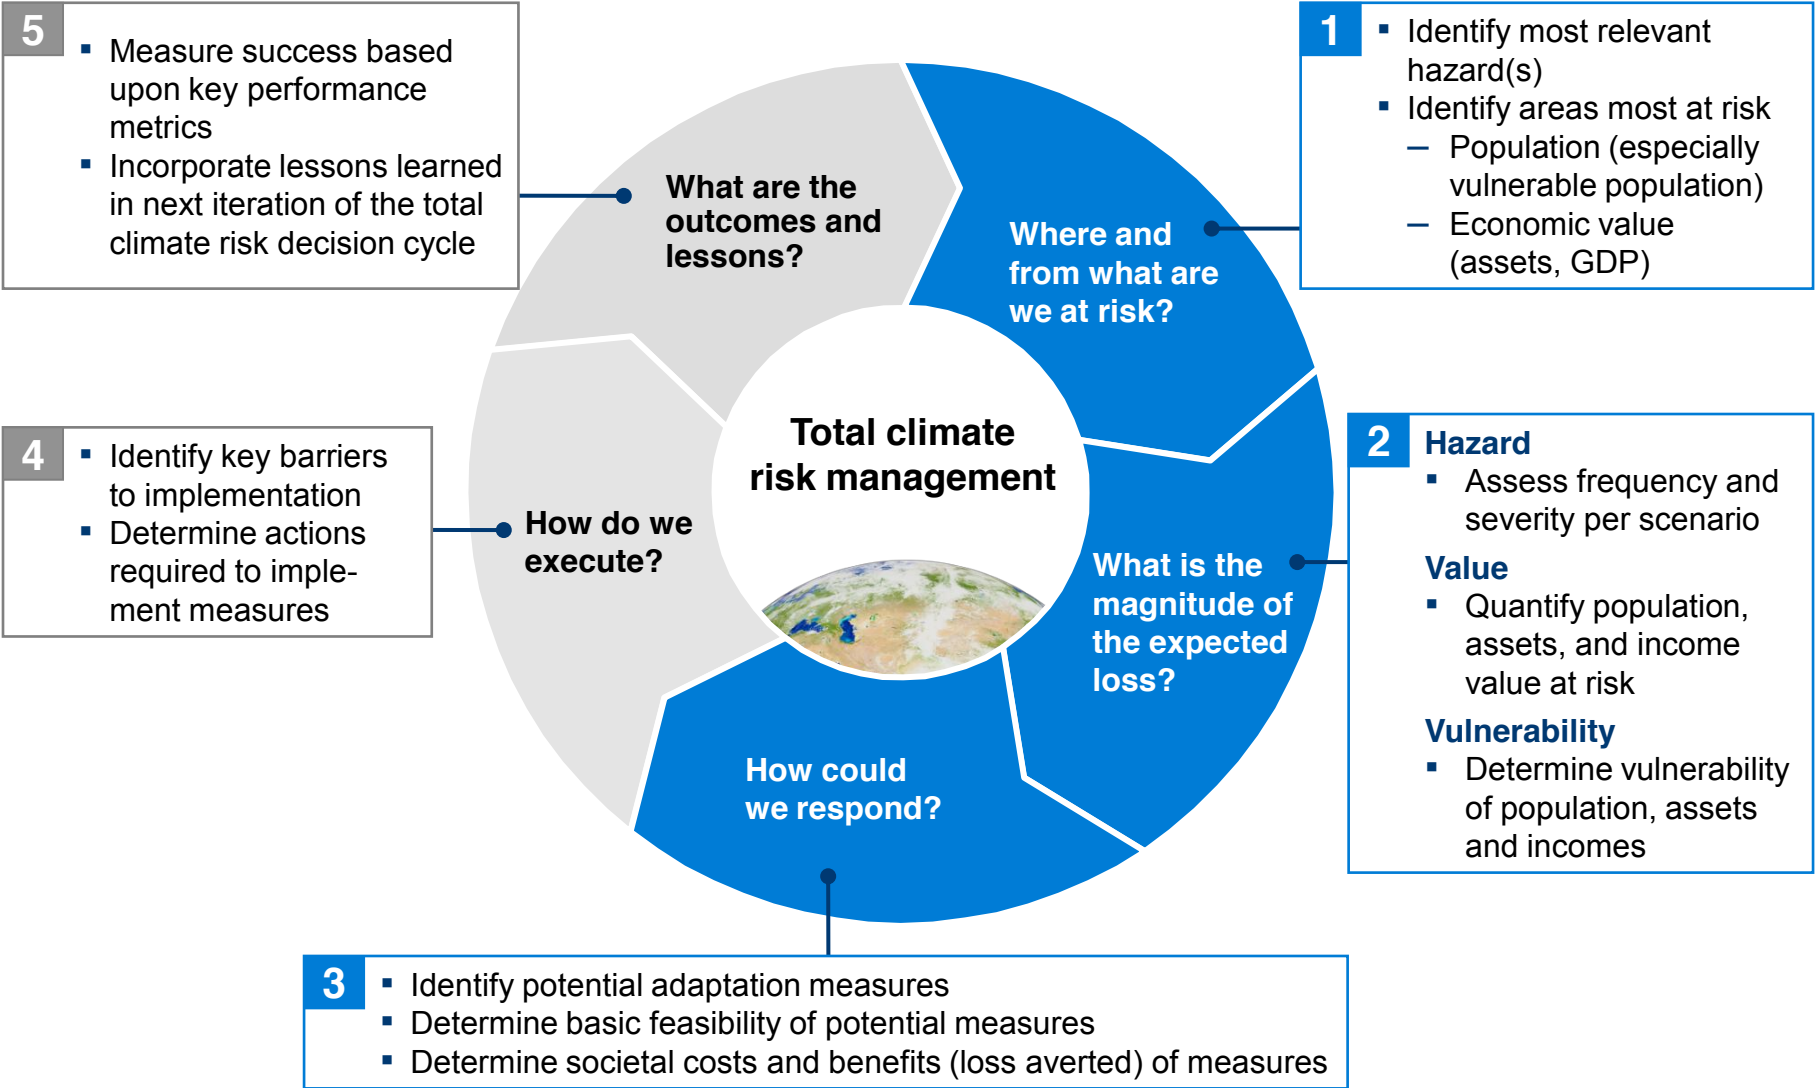 Total climate
risk management
1
Where and
from what are
we at risk?
▪ Identify most relevant
hazard(s)
▪ Identify areas most at risk
– Population (especially
vulnerable population)
– Economic value
(assets, GDP)
2
What is the
magnitude of
the expected
loss?
Hazard
▪ Assess frequency and
severity per scenario
Value
▪ Quantify population,
assets, and income
value at risk
Vulnerability
▪ Determine vulnerability
of population, assets
and incomes
3
How could
we respond?
▪ Identify potential adaptation measures
▪ Determine basic feasibility of potential measures
▪ Determine societal costs and benefits (loss averted) of measures
4
How do we
execute?
▪ Identify key barriers
to implementation
▪ Determine actions
required to imple-
ment measures
5
What are the
outcomes and
lessons?
▪ Measure success based
upon key performance
metrics
▪ Incorporate lessons learned
in next iteration of the total
climate risk decision cycle